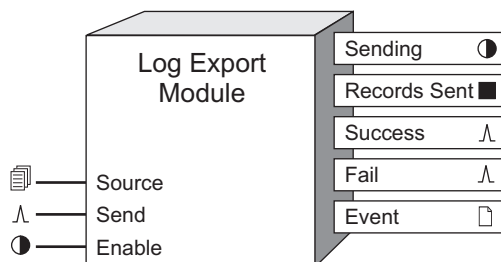 Log Export
Module
Source
Send
Enable
Sending
Records Sent
Success
Fail
Event